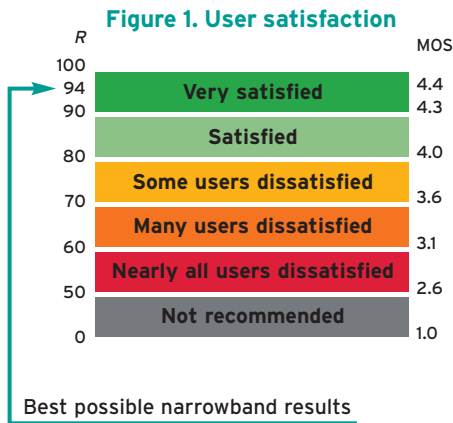 Figure 1. User satisfaction
R MOS
100
94 Very satisfied 4.4
90 4.3
Satisfied
80 4.0
Some users dissatisfied
70 3.6
Many users dissatisfied
60 3.1
Nearly all users dissatisfied
50 2.6
Not recommended
0 1.0
Best possible narrowband results